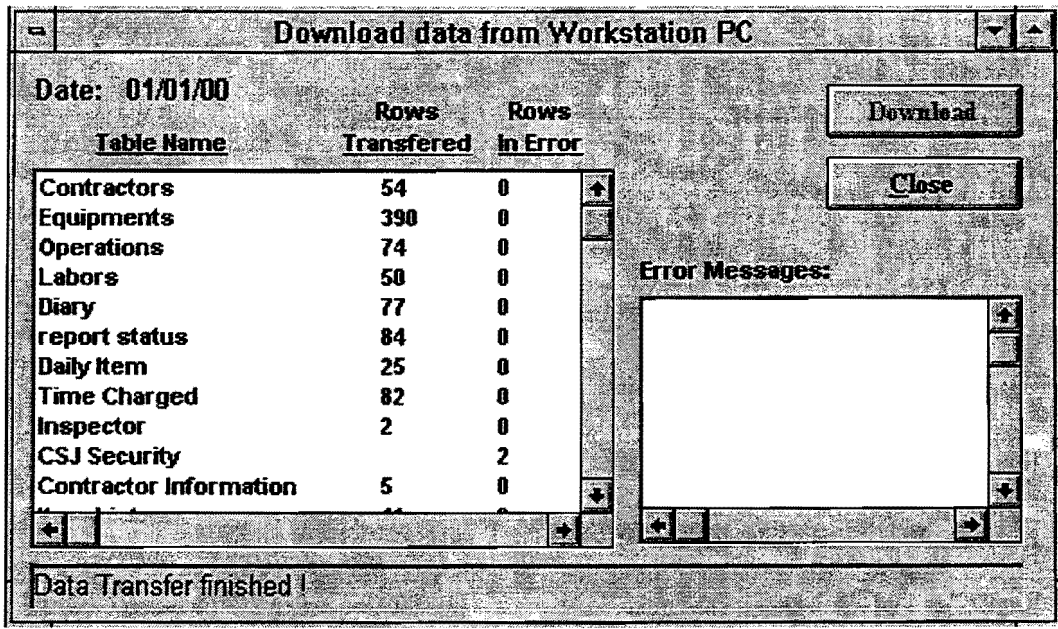 Download data from Workstation PC
Date: 01/01/00
Rows Rows
Table Name Transfered In Error
Download
Close
Contractors 54 0
Equipments 390 0
Operations 74 0
Labors 50 0
Diary 77 0
report status 84 0
Daily Item 25 0
Time Charged 82 0
Inspector 2 0
CSJ Security 2
Contractor Information 5 0
Error Messages:
Data Transfer finished !